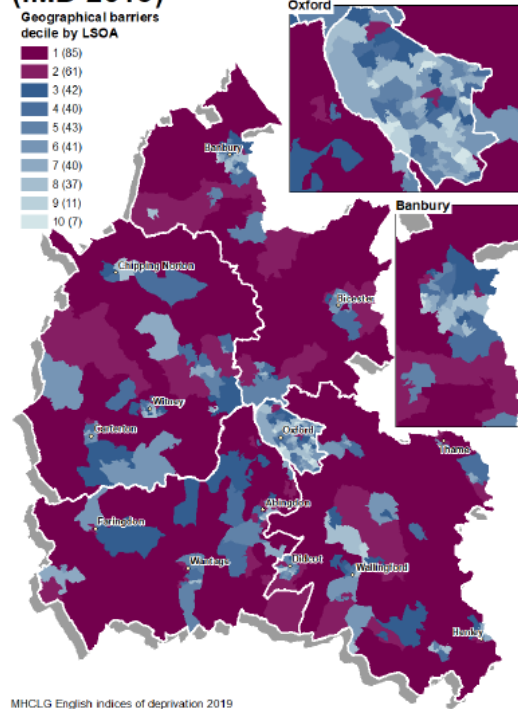 Geographical barriers
decile by LSOA
1 (85)
2 (61)
3 (42)
4 (40)
5 (43)
6 (41)
7 (40)
8 (37)
9 (11)
10 (7)
Oxford
Banbury
Banbury
Chipping Norton
Bicester
Witney
Carterton
Oxford
Thame
Abingdon
Faringdon
Wantage
Didcot
Wallingford
Henley
MHCLG English indices of deprivation 2019